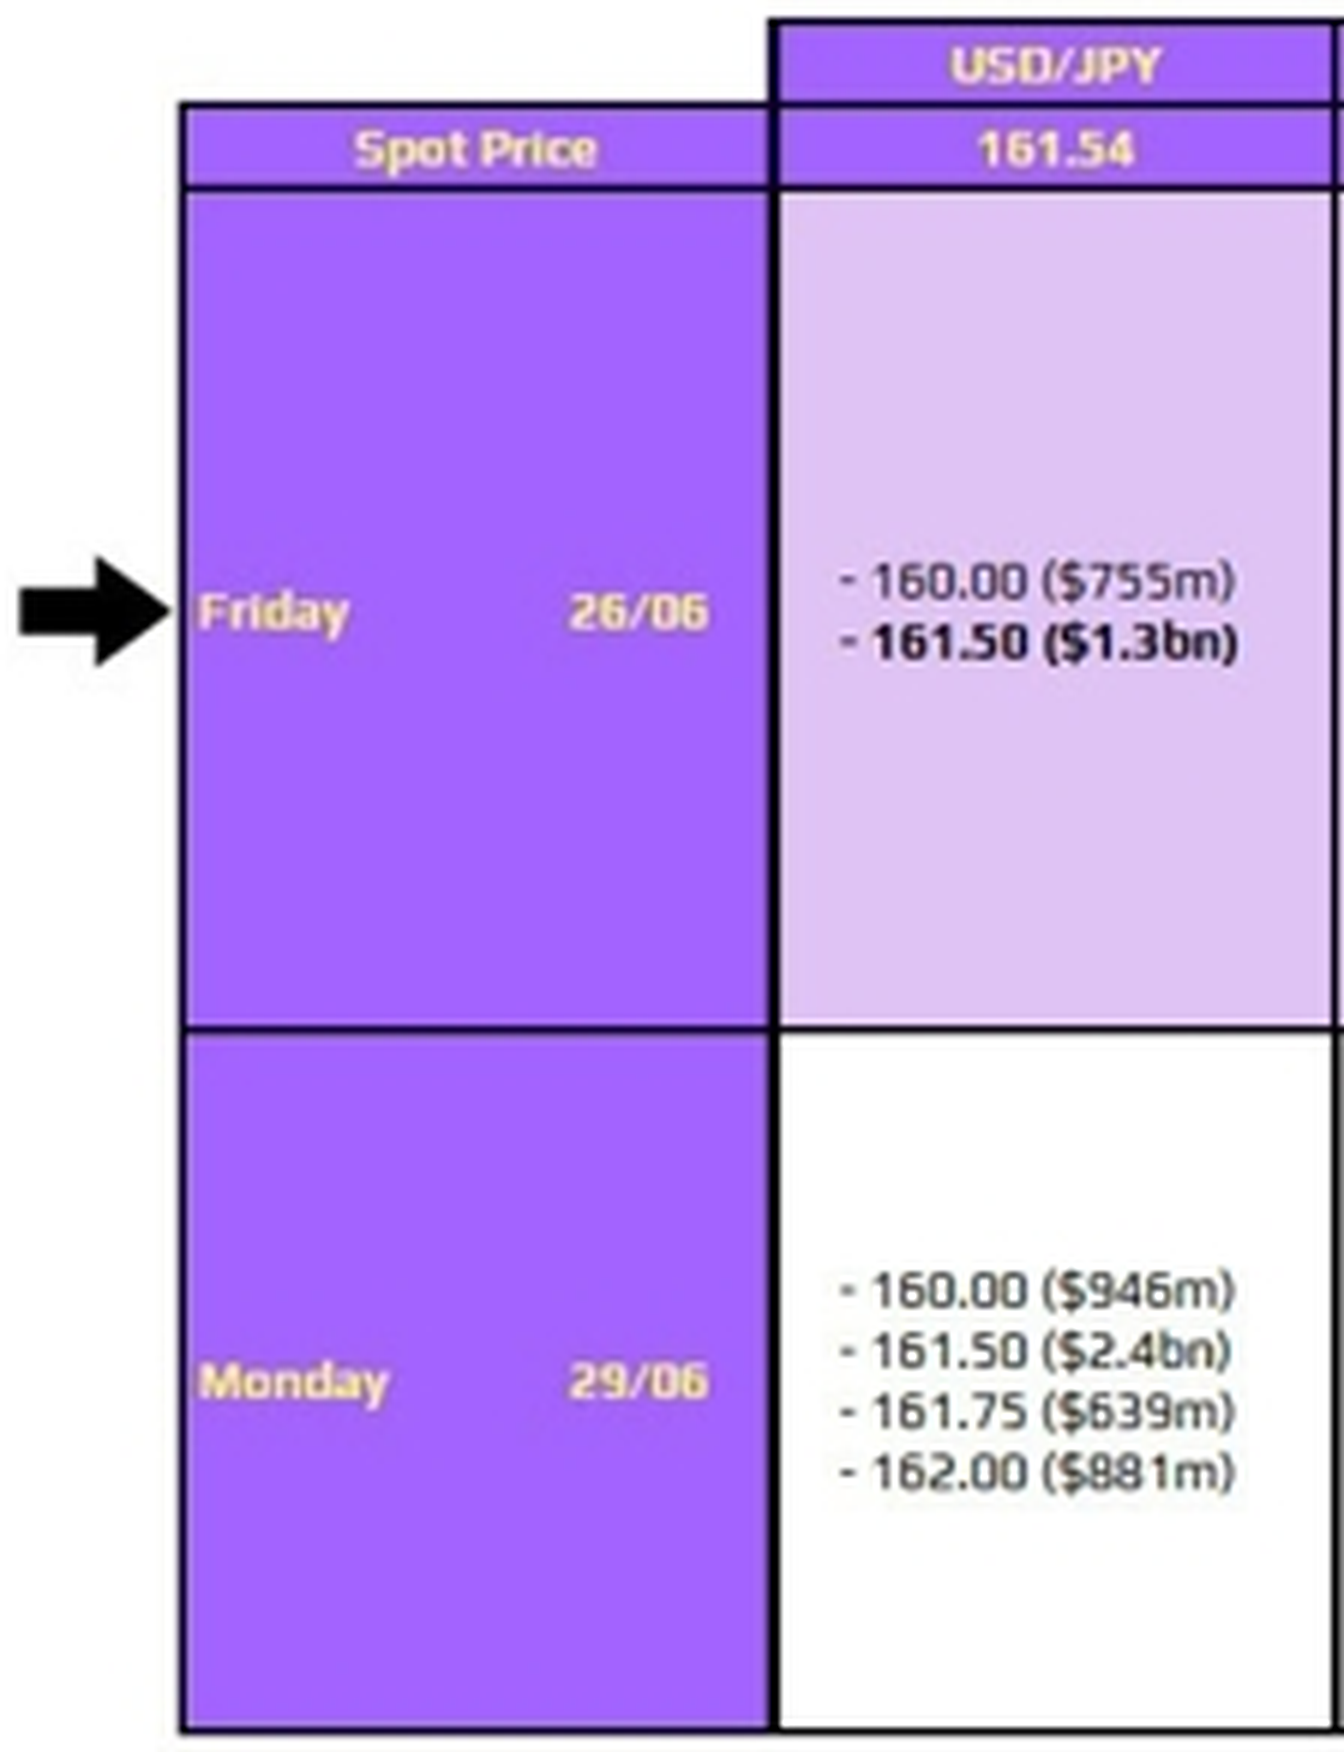 USD/JPY
Spot Price 161.54
Friday 26/06
- 160.00 ($755m)
- 161.50 ($1.3bn)
Monday 29/06
- 160.00 ($946m)
- 161.50 ($2.4bn)
- 161.75 ($639m)
- 162.00 ($881m)